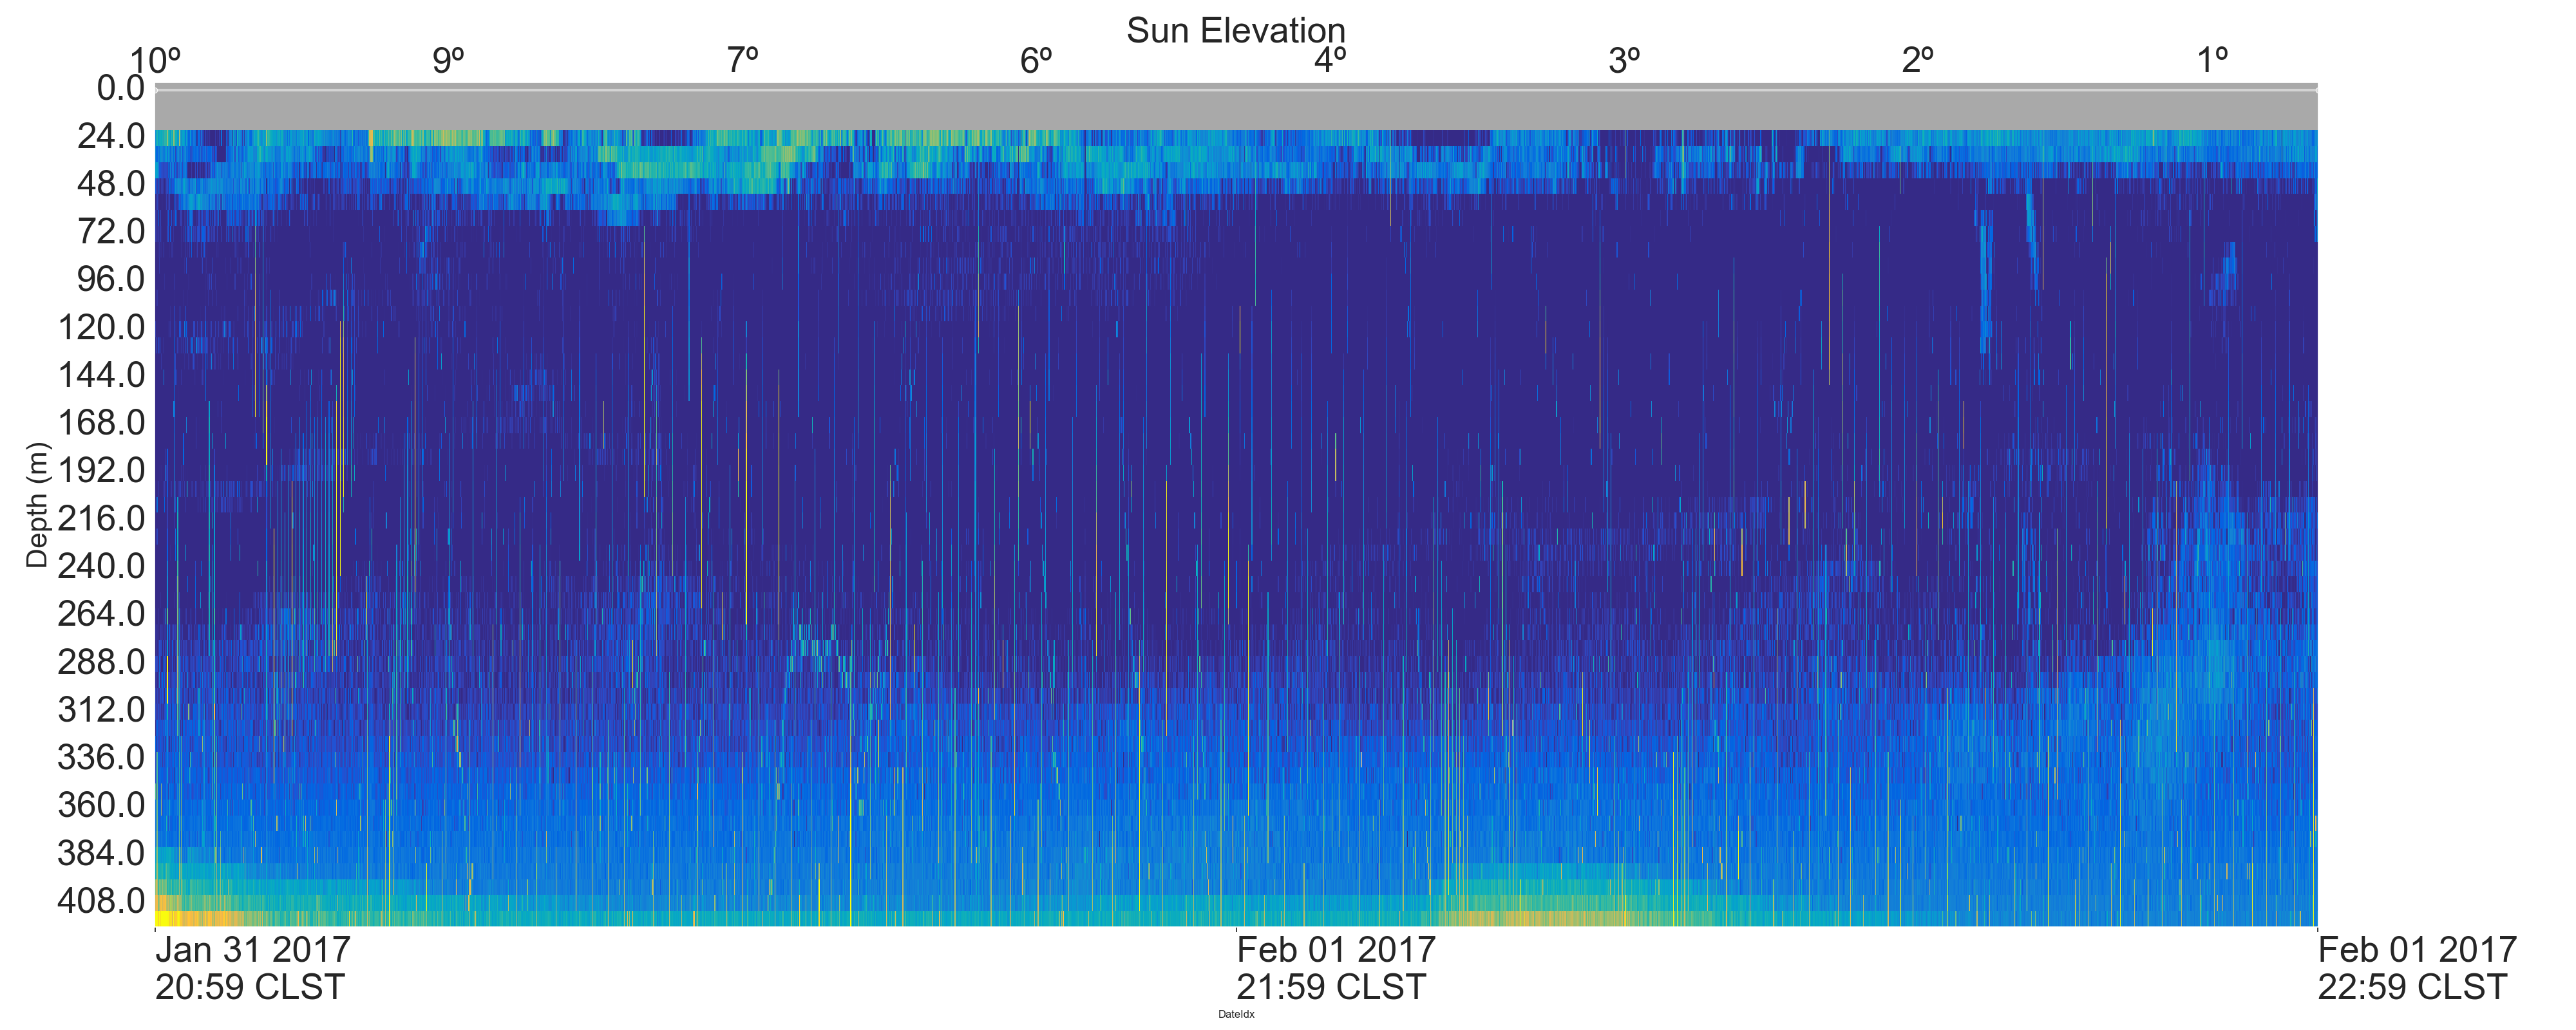 Sun Elevation
10º 9º 7º 6º 4º 3º 2º 1º
0.0
24.0
48.0
72.0
96.0
120.0
144.0
168.0
192.0
216.0
240.0
264.0
288.0
312.0
336.0
360.0
384.0
408.0
Depth (m)
Jan 31 2017
20:59 CLST
Feb 01 2017
21:59 CLST
Feb 01 2017
22:59 CLST
DateIdx